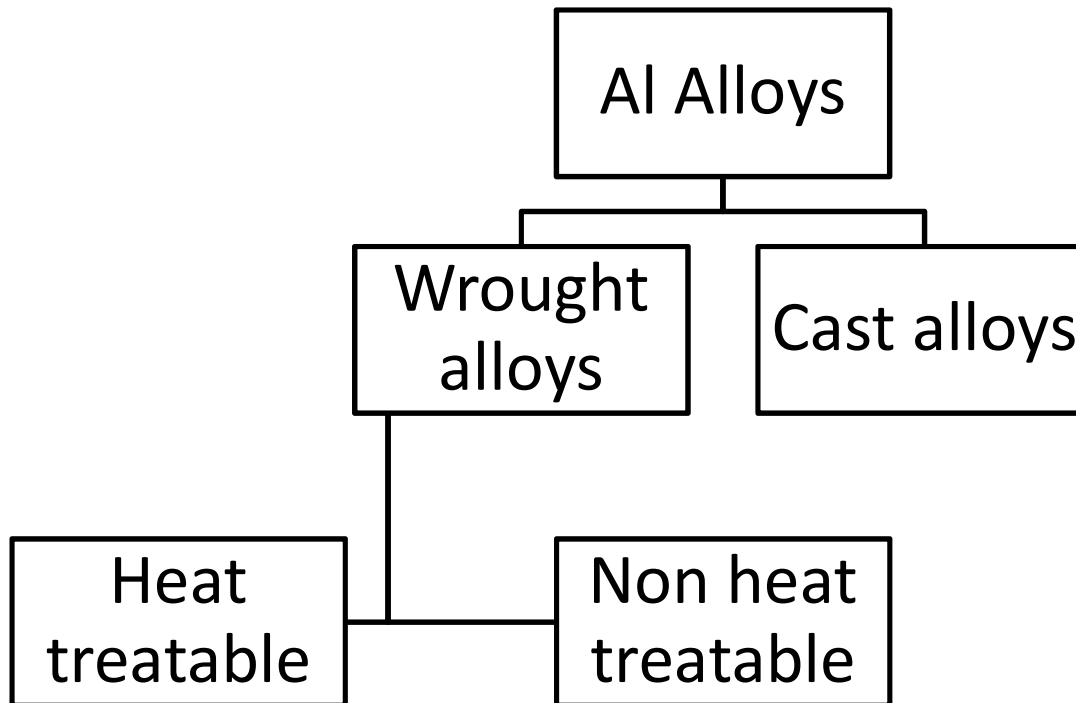 Al Alloys
Wrought
alloys
Cast alloys
Heat
treatable
Non heat
treatable